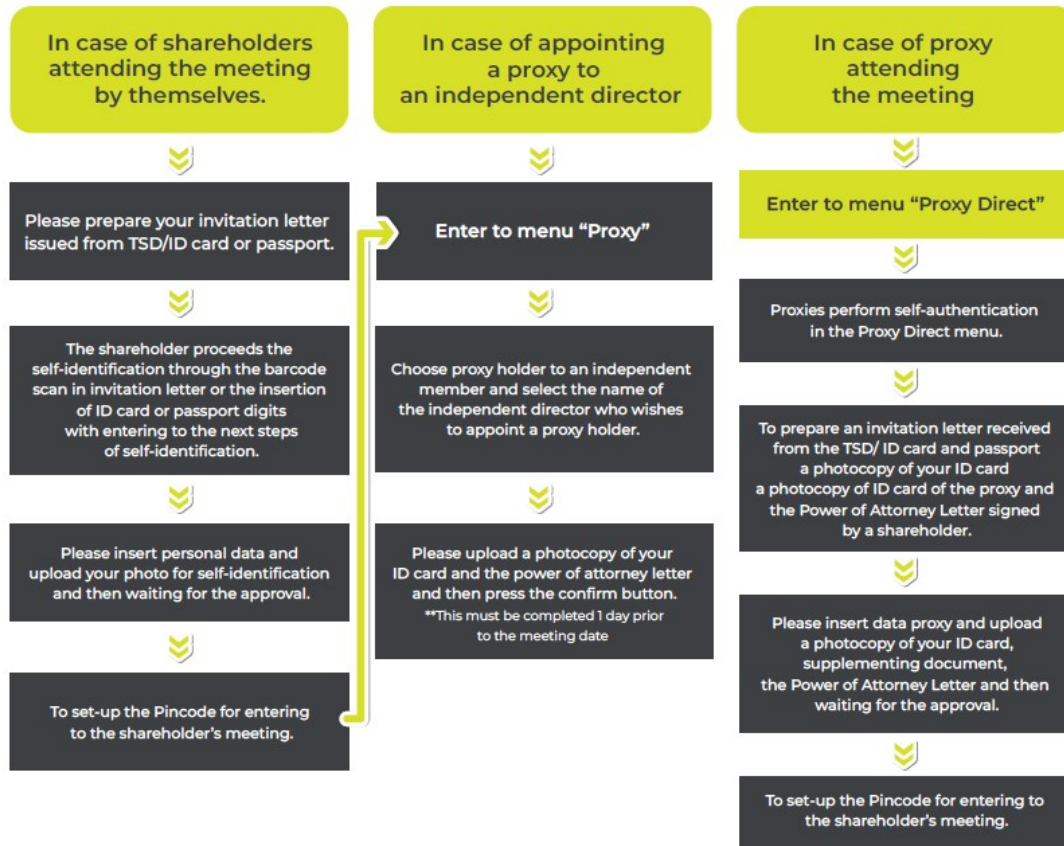 In case of shareholders
attending the meeting
by themselves.
Please prepare your invitation letter
issued from TSD/ID card or passport.
The shareholder proceeds the
self-identification through the barcode
scan in invitation letter or the insertion
of ID card or passport digits
with entering to the next steps
of self-identification.
Please insert personal data and
upload your photo for self-identification
and then waiting for the approval.
To set-up the Pincode for entering
to the shareholder's meeting.
In case of appointing
a proxy to
an independent director
Enter to menu “Proxy”
Choose proxy holder to an independent
member and select the name of
the independent director who wishes
to appoint a proxy holder.
Please upload a photocopy of your
ID card and the power of attorney letter
and then press the confirm button.
**This must be completed 1 day prior
to the meeting date
In case of proxy
attending
the meeting
Enter to menu “Proxy Direct”
Proxies perform self-authentication
in the Proxy Direct menu.
To prepare an invitation letter received
from the TSD/ ID card and passport
a photocopy of your ID card
a photocopy of ID card of the proxy and
the Power of Attorney Letter signed
by a shareholder.
Please insert data proxy and upload
a photocopy of your ID card,
supplementing document,
the Power of Attorney Letter and then
waiting for the approval.
To set-up the Pincode for entering to
the shareholder's meeting.